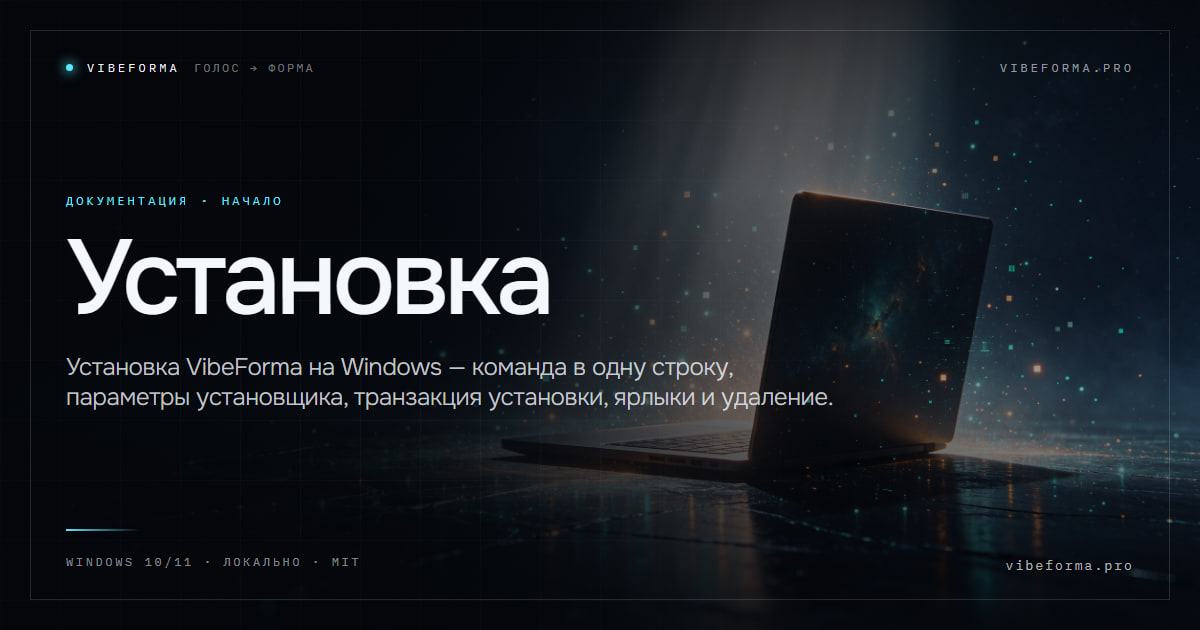 VIBEFORMA ГОЛОС → ФОРМА
VIBEFORMA.PRO
ДОКУМЕНТАЦИЯ · НАЧАЛО
Установка
Установка VibeForma на Windows — команда в одну строку,
параметры установщика, транзакция установки, ярлыки и удаление.
WINDOWS 10/11 · ЛОКАЛЬНО · MIT
vibeforma.pro